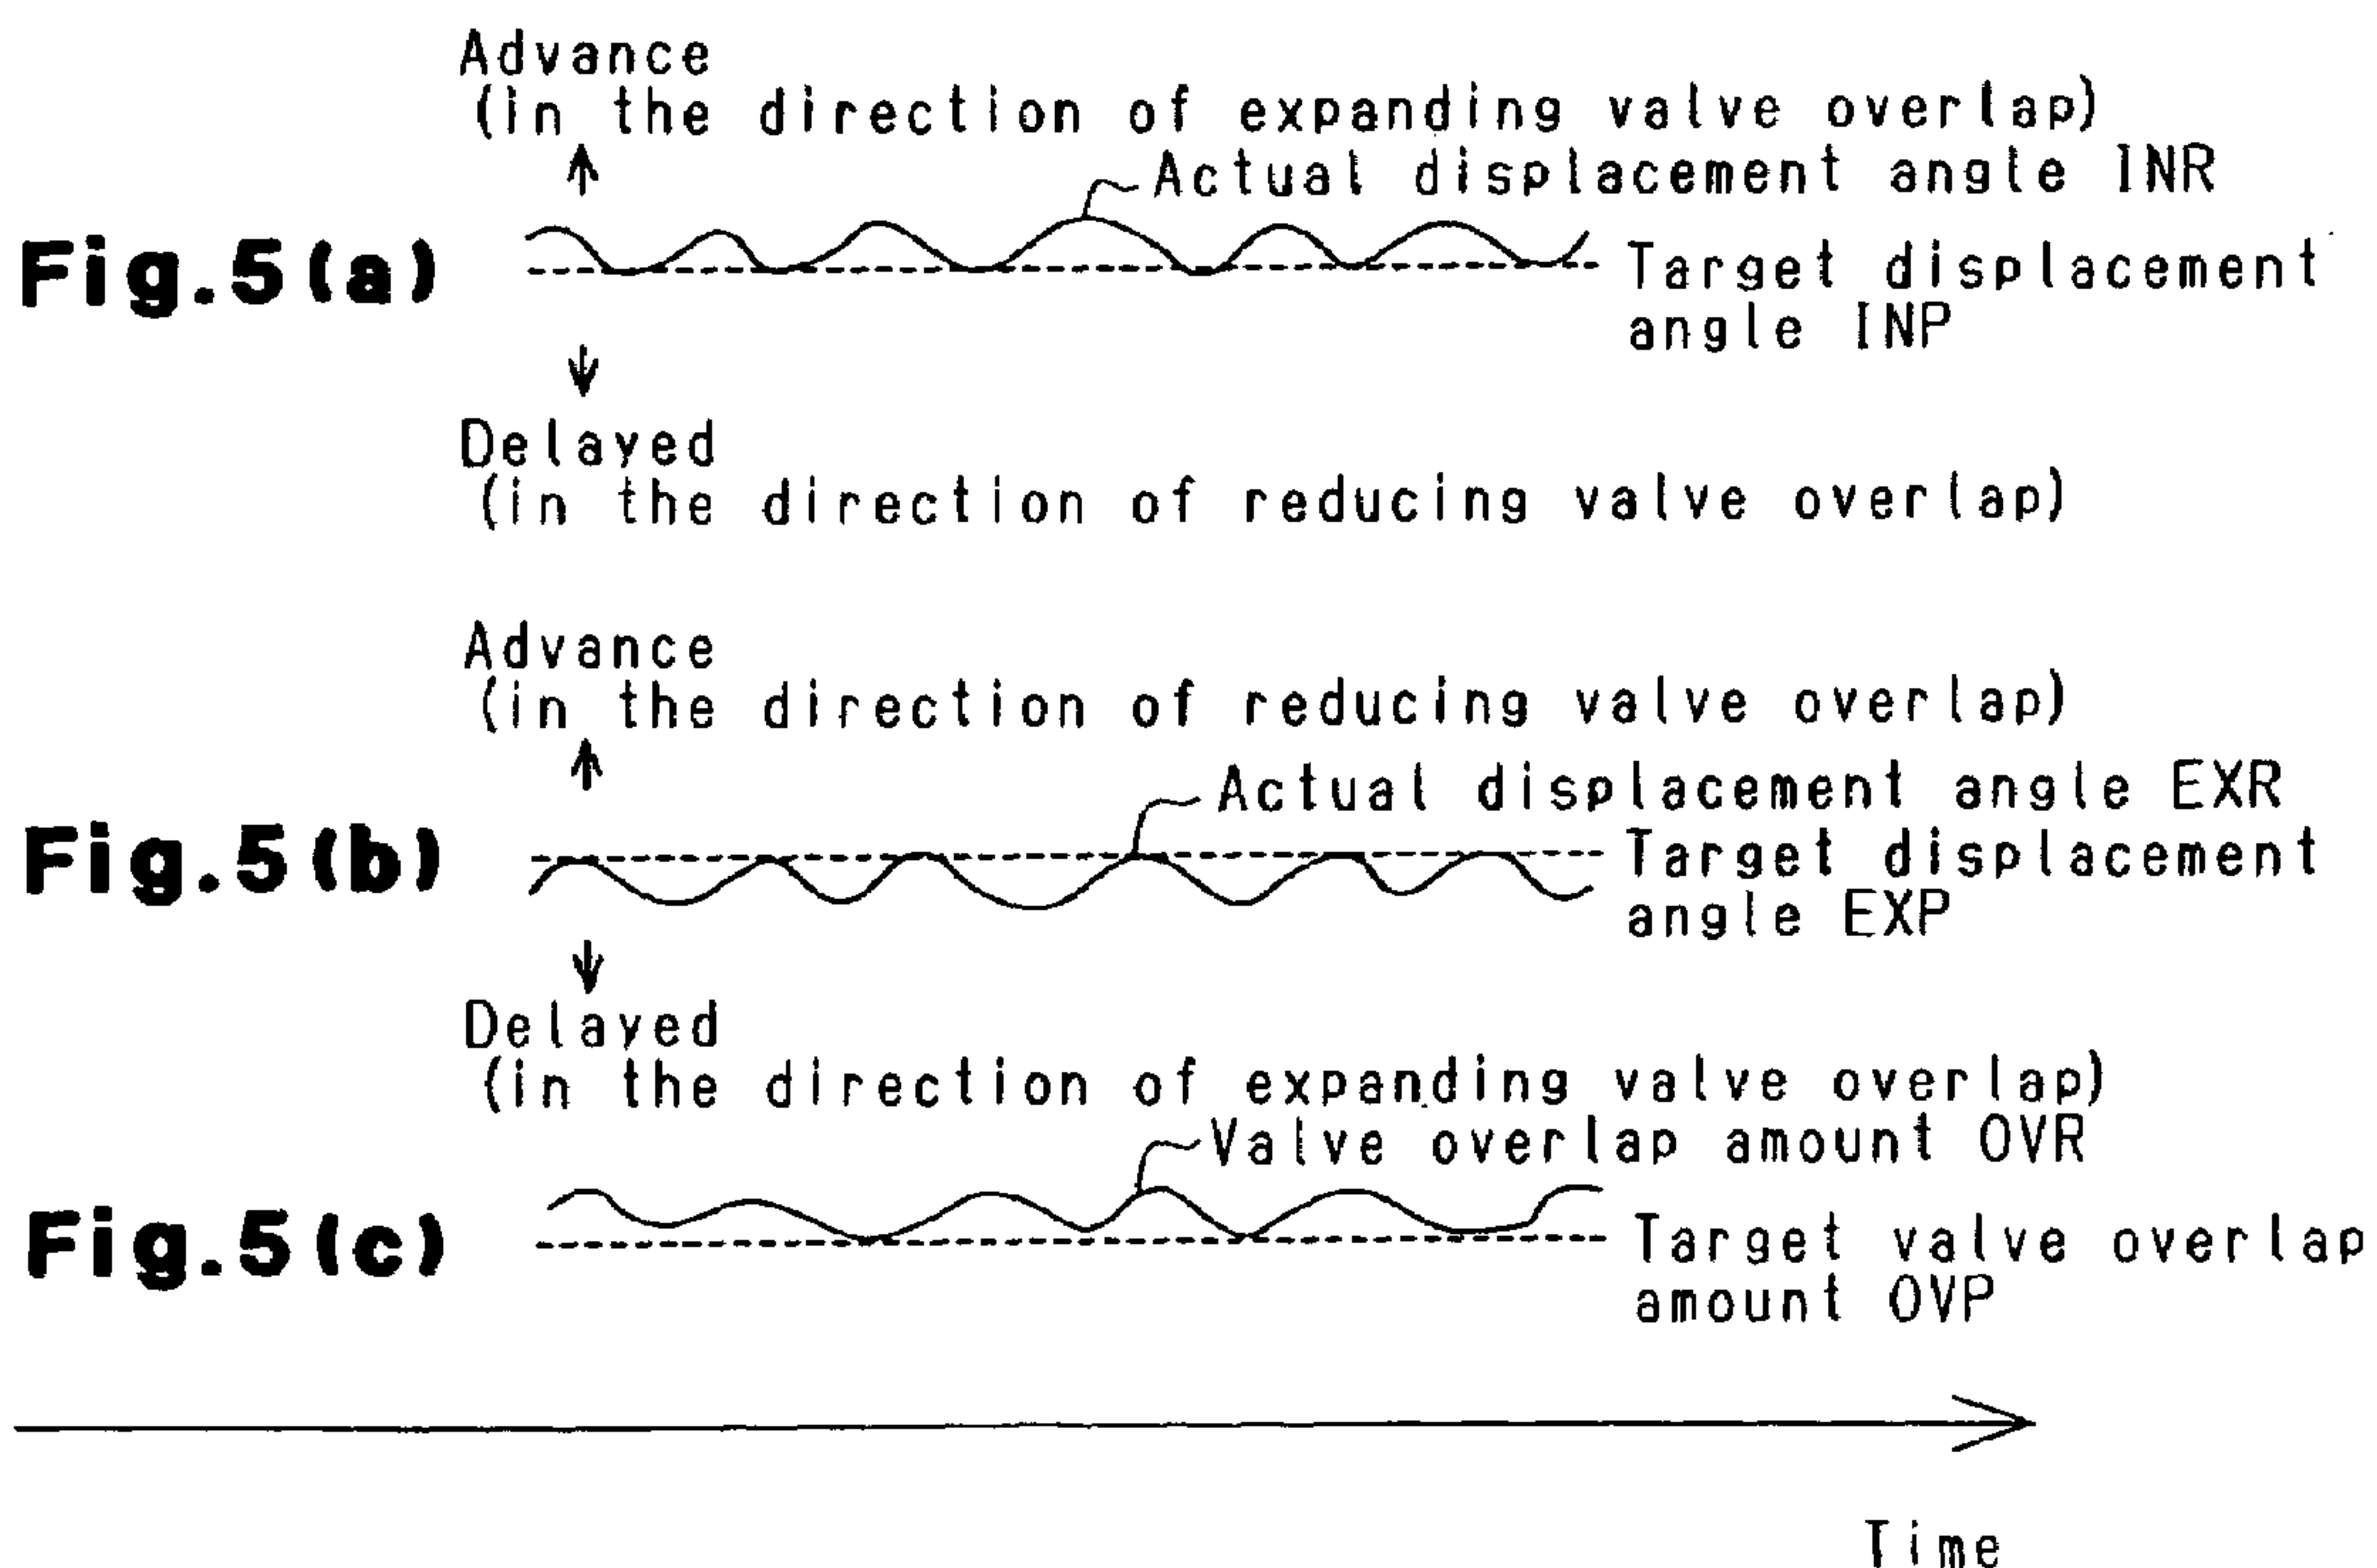 Advance
(in the direction of expanding valve overlap)
Actual displacement angle INR
Fig.5(a)
Target displacement
angle INP
Delayed
(in the direction of reducing valve overlap)
Advance
(in the direction of reducing valve overlap)
Actual displacement angle EXR
Fig.5(b)
Target displacement
angle EXP
Delayed
(in the direction of expanding valve overlap)
Valve overlap amount OVR
Fig.5(c)
Target valve overlap
amount OVP
Time